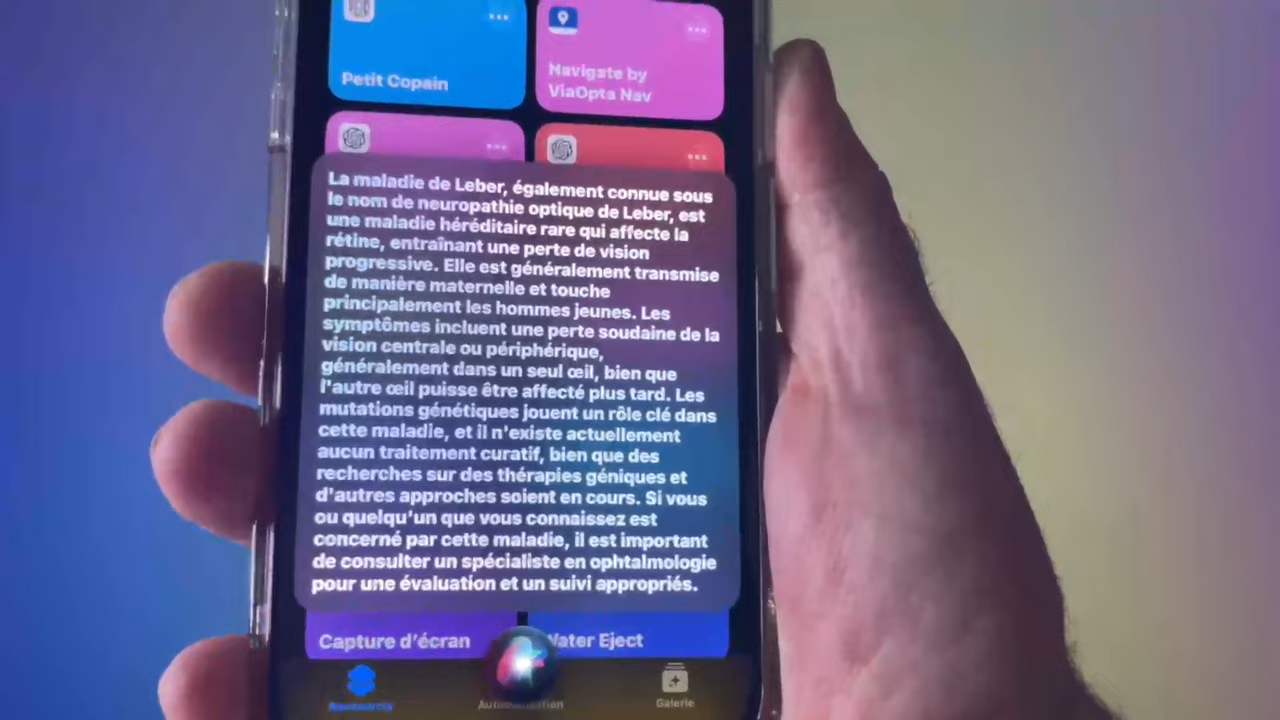 Petit Copain
Navigate by
ViaOpta Nav
La maladie de Leber, également connue sous
le nom de neuropathie optique de Leber, est
une maladie héréditaire rare qui affecte la
rétine, entraînant une perte de vision
progressive. Elle est généralement transmise
de manière maternelle et touche
principalement les hommes jeunes. Les
symptômes incluent une perte soudaine de la
vision centrale ou périphérique,
généralement dans un seul œil, bien que
l'autre œil puisse être affecté plus tard. Les
mutations génétiques jouent un rôle clé dans
cette maladie, et il n'existe actuellement
aucun traitement curatif, bien que des
recherches sur des thérapies géniques et
d'autres approches soient en cours. Si vous
ou quelqu'un que vous connaissez est
concerné par cette maladie, il est important
de consulter un spécialiste en ophtalmologie
pour une évaluation et un suivi appropriés.
Capture d'écran
Water Eject
Galerie